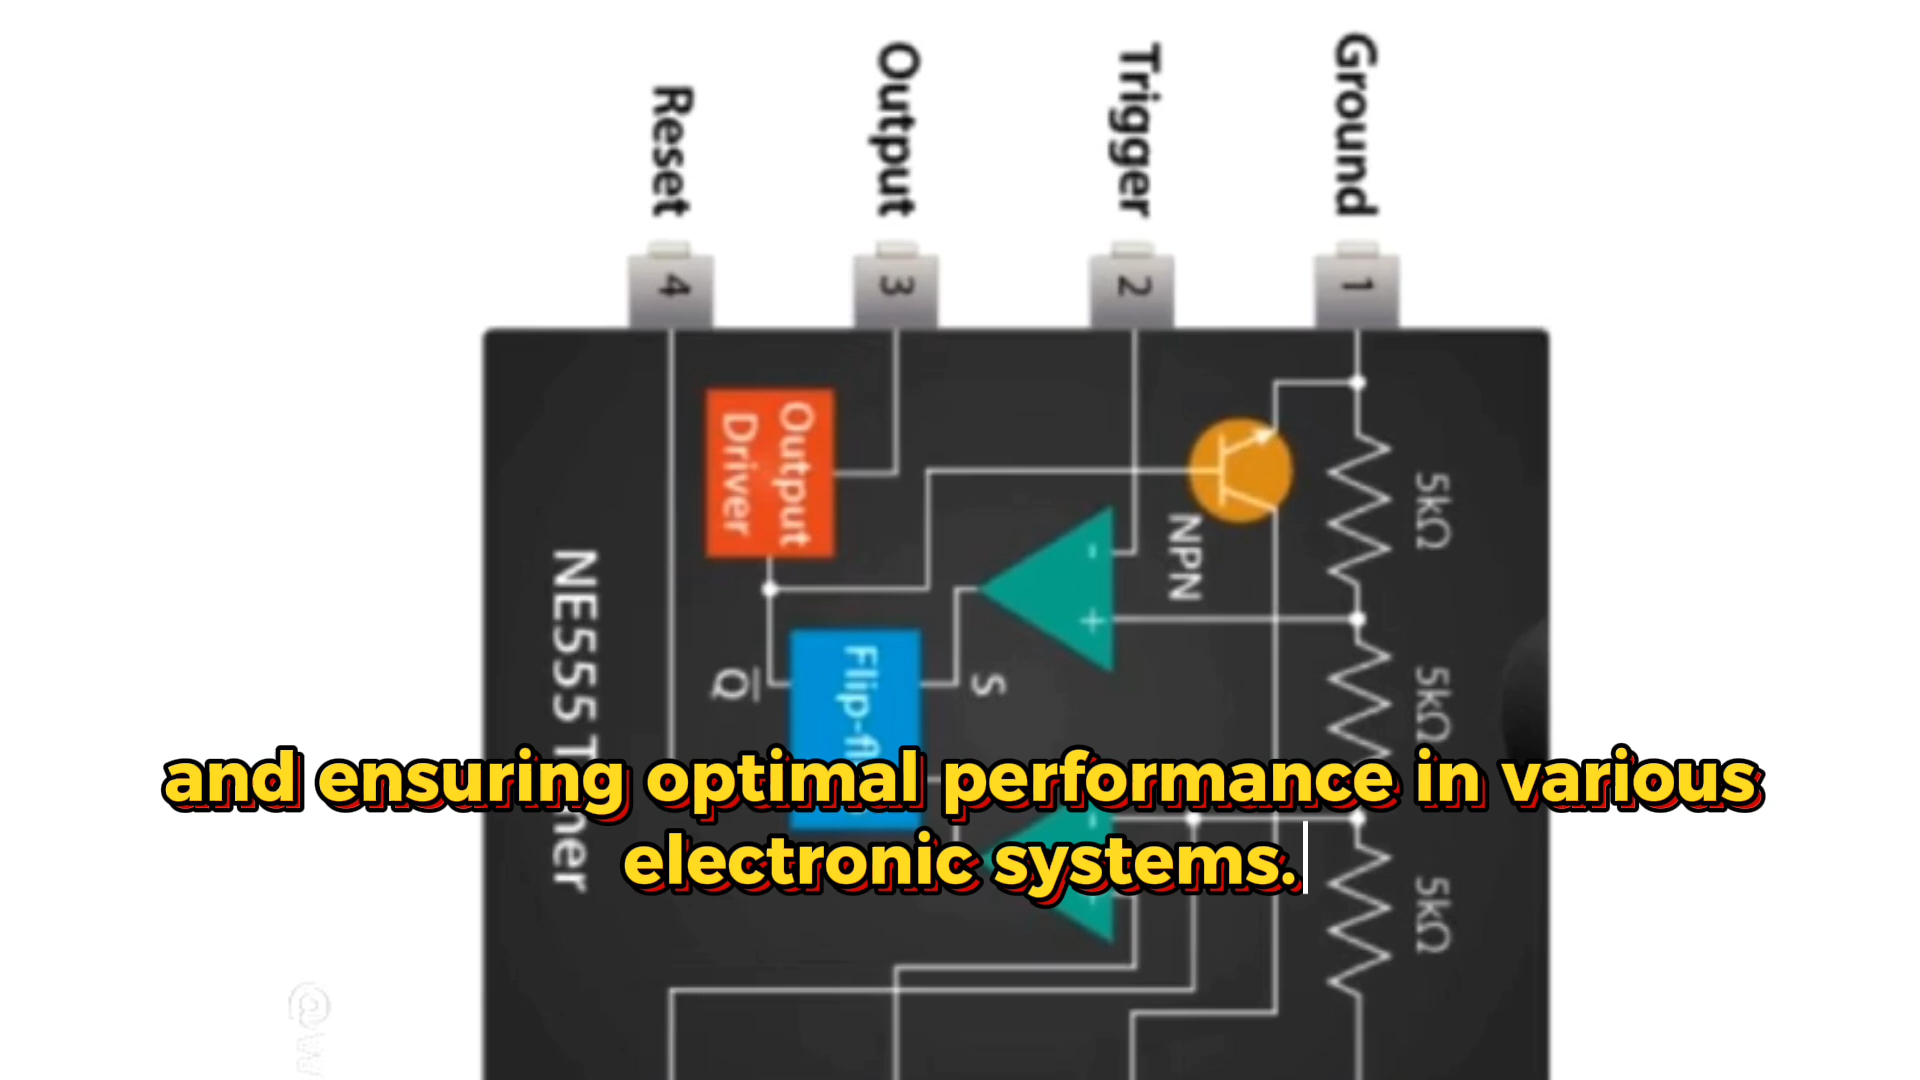 Reset
Output
Trigger
Ground
4
3
2
1
Output
Driver
NPN
5kΩ
-
+
S
Q
5kΩ
-
5kΩ
and ensuring optimal performance in various
electronic systems.